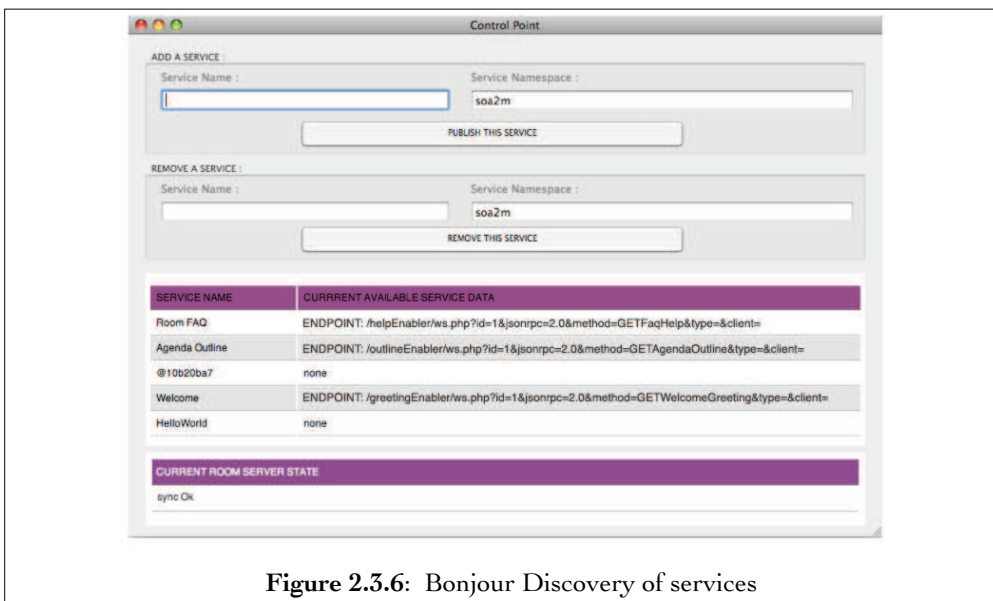 Control Point
ADD A SERVICE :
Service Name : Service Namespace :
soa2m
PUBLISH THIS SERVICE
REMOVE A SERVICE :
Service Name : Service Namespace :
soa2m
REMOVE THIS SERVICE
SERVICE NAME CURRRENT AVAILABLE SERVICE DATA
Room FAQ ENDPOINT: /helpEnabler/ws.php?id=1&jsonrpc=2.0&method=GETFaqHelp&type=&client=
Agenda Outline ENDPOINT: /outlineEnabler/ws.php?id=1&jsonrpc=2.0&method=GETAgendaOutline&type=&client=
@10b20ba7 none
Welcome ENDPOINT: /greetingEnabler/ws.php?id=1&jsonrpc=2.0&method=GETWelcomeGreeting&type=&client=
HelloWorld none
CURRENT ROOM SERVER STATE
sync Ok
Figure 2.3.6: Bonjour Discovery of services